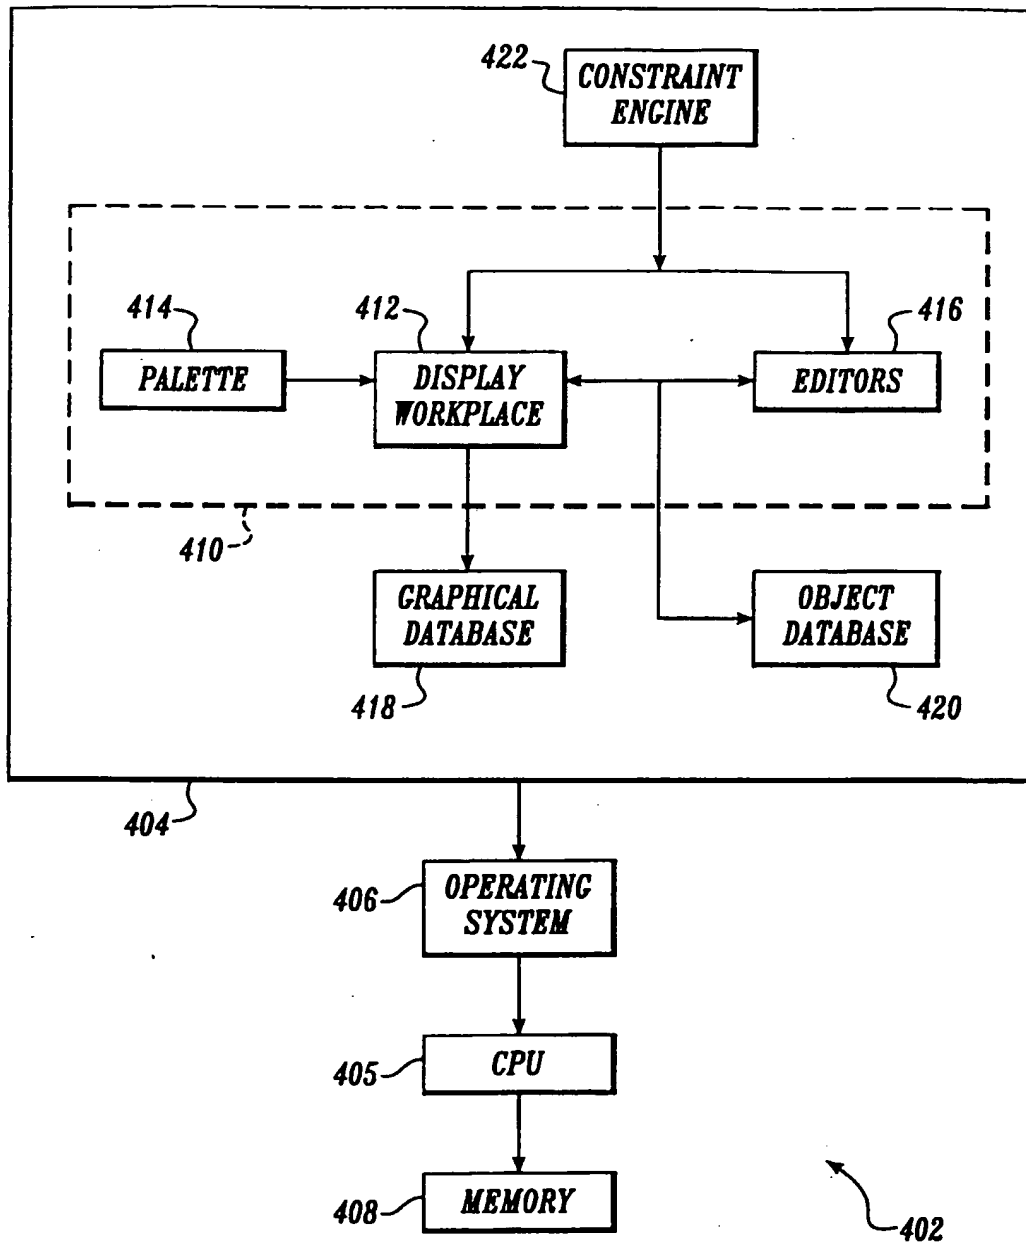 422
CONSTRAINT
ENGINE
414
412
416
PALETTE
DISPLAY
WORKPLACE
EDITORS
410
GRAPHICAL
DATABASE
OBJECT
DATABASE
418
420
404
406
OPERATING
SYSTEM
405
CPU
408
MEMORY
402